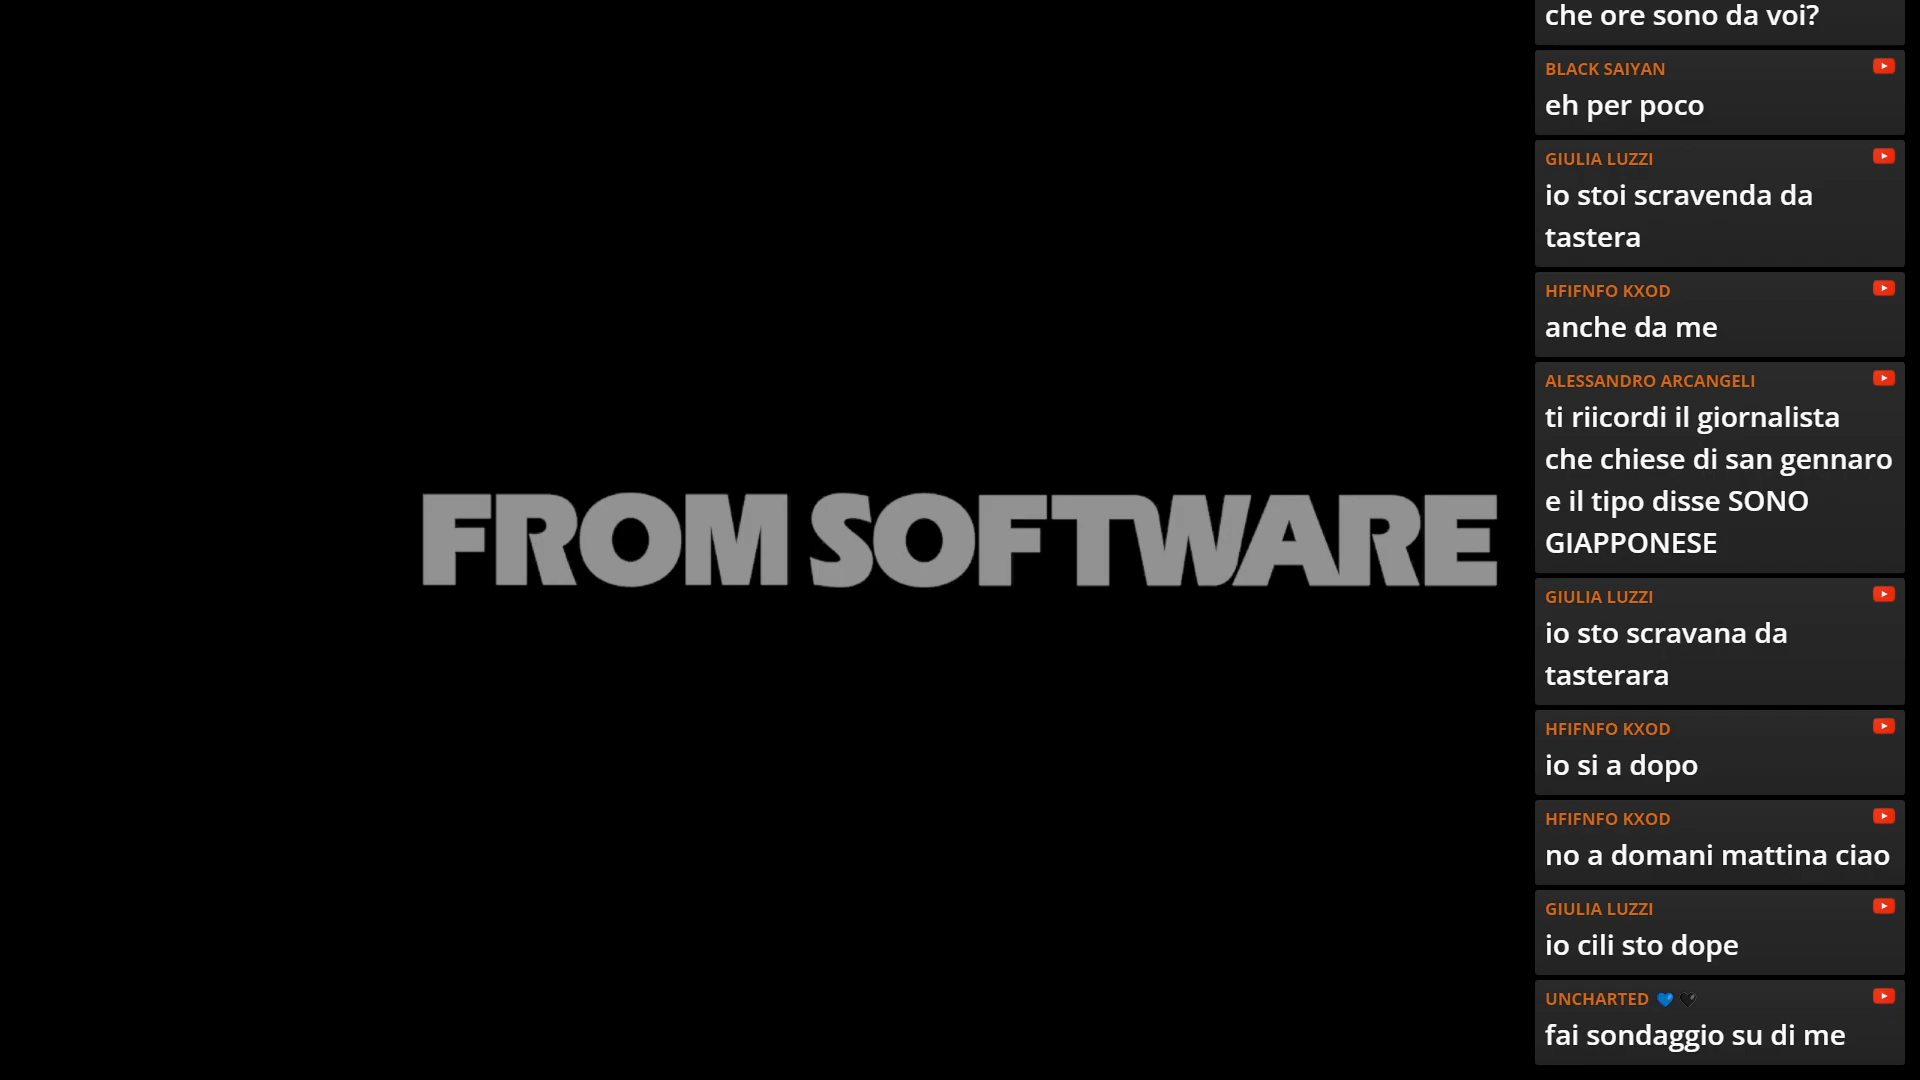 che ore sono da voi?
BLACK SAIYAN
eh per poco
GIULIA LUZZI
io stoi scravenda da
tastera
HFIFNFO KXOD
anche da me
ALESSANDRO ARCANGELI
ti riicordi il giornalista
che chiese di san gennaro
e il tipo disse SONO
GIAPPONESE
FROMSOFTWARE
GIULIA LUZZI
io sto scravana da
tasterara
HFIFNFO KXOD
io si a dopo
HFIFNFO KXOD
no a domani mattina ciao
GIULIA LUZZI
io cili sto dope
UNCHARTED 💙 🖤
fai sondaggio su di me